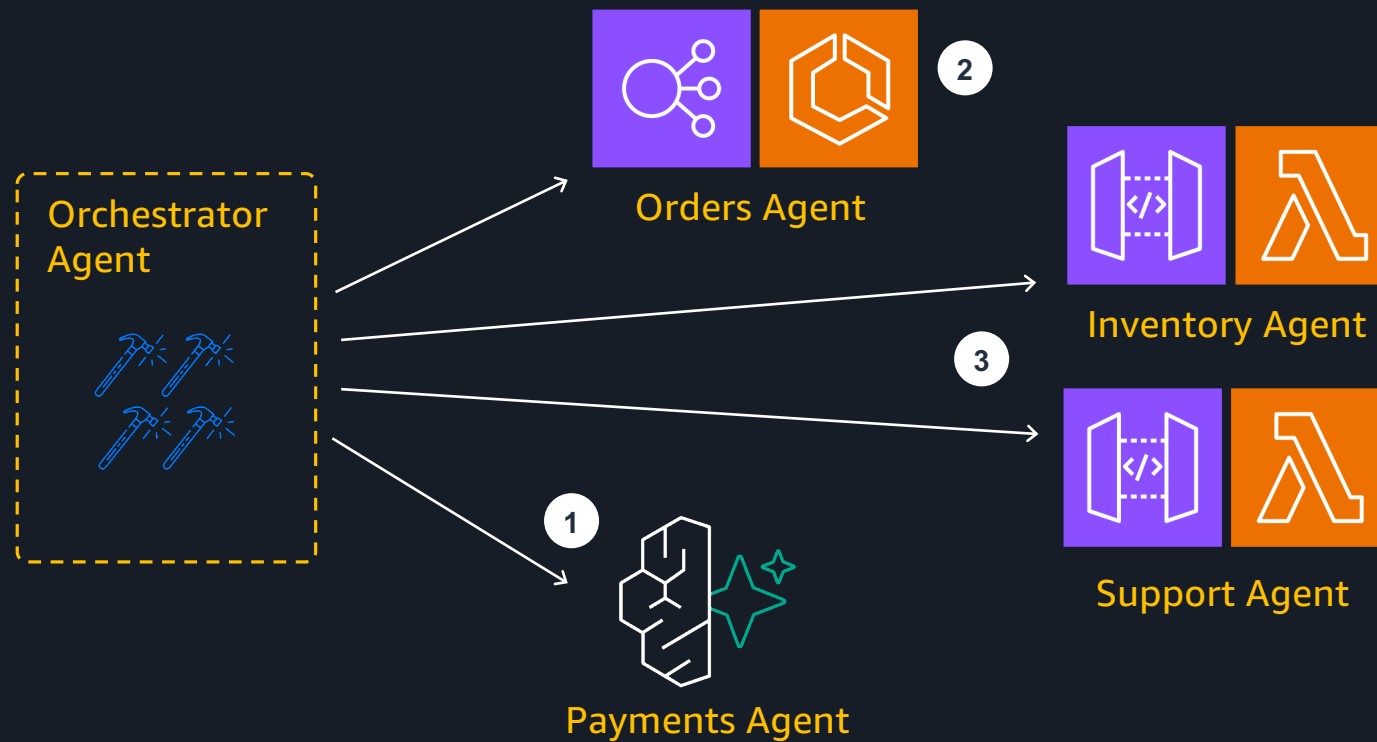 2
Orchestrator
Agent
Orders Agent
</>
Inventory Agent
3
</>
1
Support Agent
Payments Agent